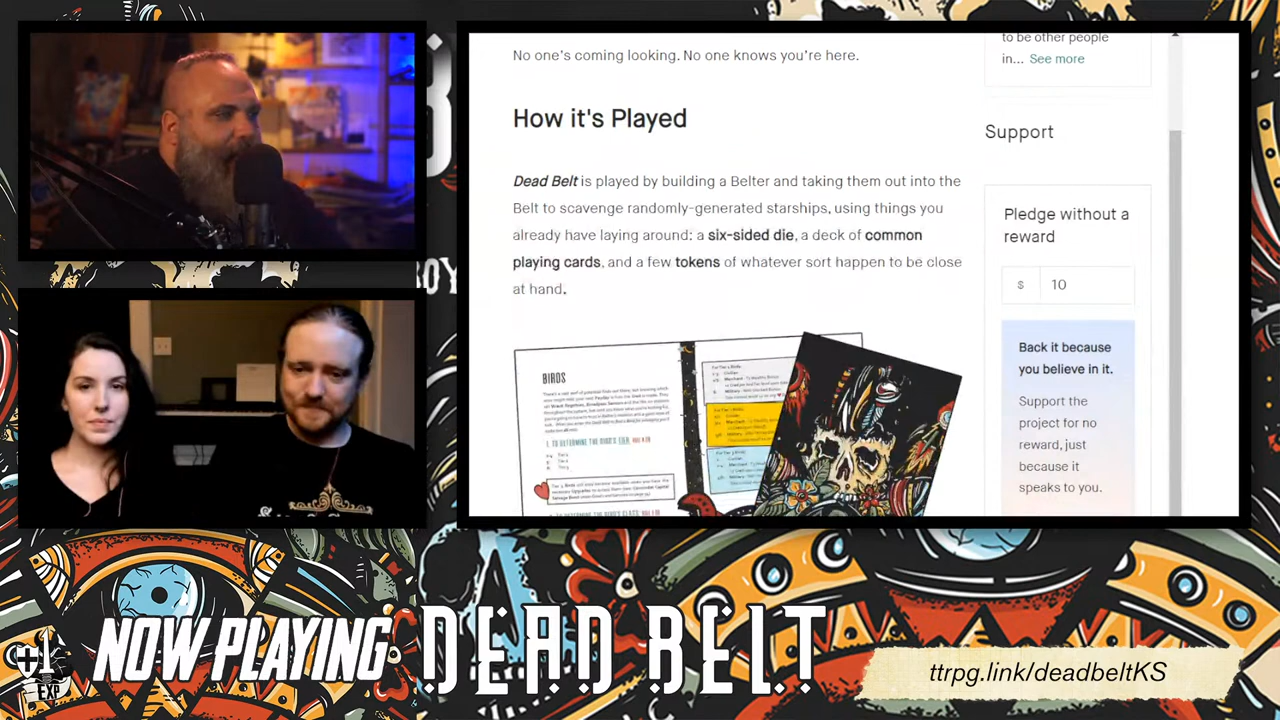 No one's coming looking. No one knows you're here.
How it's Played
Dead Belt is played by building a Belter and taking them out into the
Belt to scavenge randomly-generated starships, using things you
already have laying around: a six-sided die, a deck of common
playing cards, and a few tokens of whatever sort happen to be close
at hand.
BIRDS
to be other people
in... See more
Support
Pledge without a
reward
$ 10
Back it because
you believe in it.
Support the
project for no
reward, just
because it
speaks to you.
+1
EXP
NOW PLAYING DEAD BELT
ttrpg.link/deadbeltKS